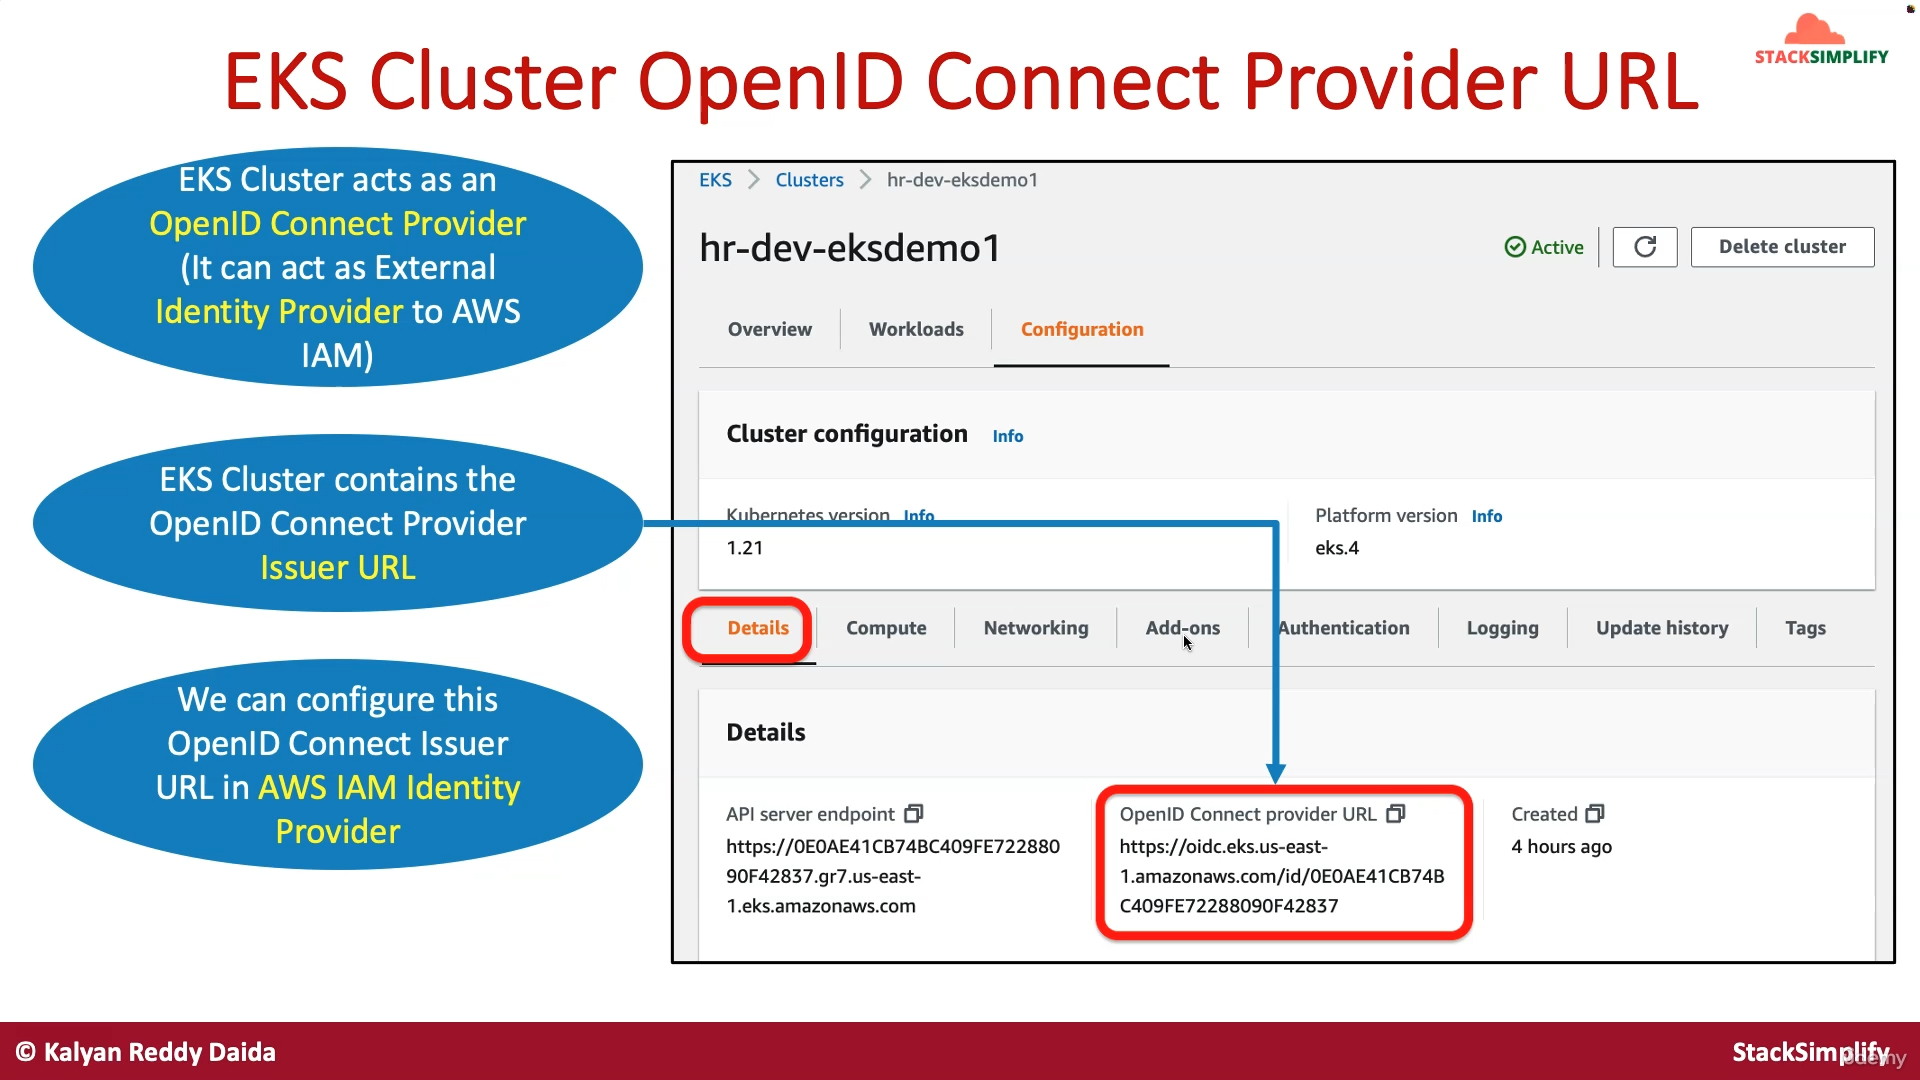 EKS Cluster OpenID Connect Provider URL
STACKSIMPLIFY
EKS Cluster acts as an
OpenID Connect Provider
(It can act as External
Identity Provider to AWS
IAM)
EKS Cluster contains the
OpenID Connect Provider
Issuer URL
We can configure this
OpenID Connect Issuer
URL in AWS IAM Identity
Provider
EKS > Clusters > hr-dev-eksdemo1
hr-dev-eksdemo1
Active
Delete cluster
Overview
Workloads
Configuration
Cluster configuration Info
Kubernetes version Info
1.21
Platform version Info
eks.4
Details
Compute
Networking
Add-ons
Authentication
Logging
Update history
Tags
Details
API server endpoint
https://0E0AE41CB74BC409FE722880
90F42837.gr7.us-east-
1.eks.amazonaws.com
OpenID Connect provider URL
https://oidc.eks.us-east-
1.amazonaws.com/id/0E0AE41CB74B
C409FE72288090F42837
Created
4 hours ago
© Kalyan Reddy Daida
StackSimplify
Udemy